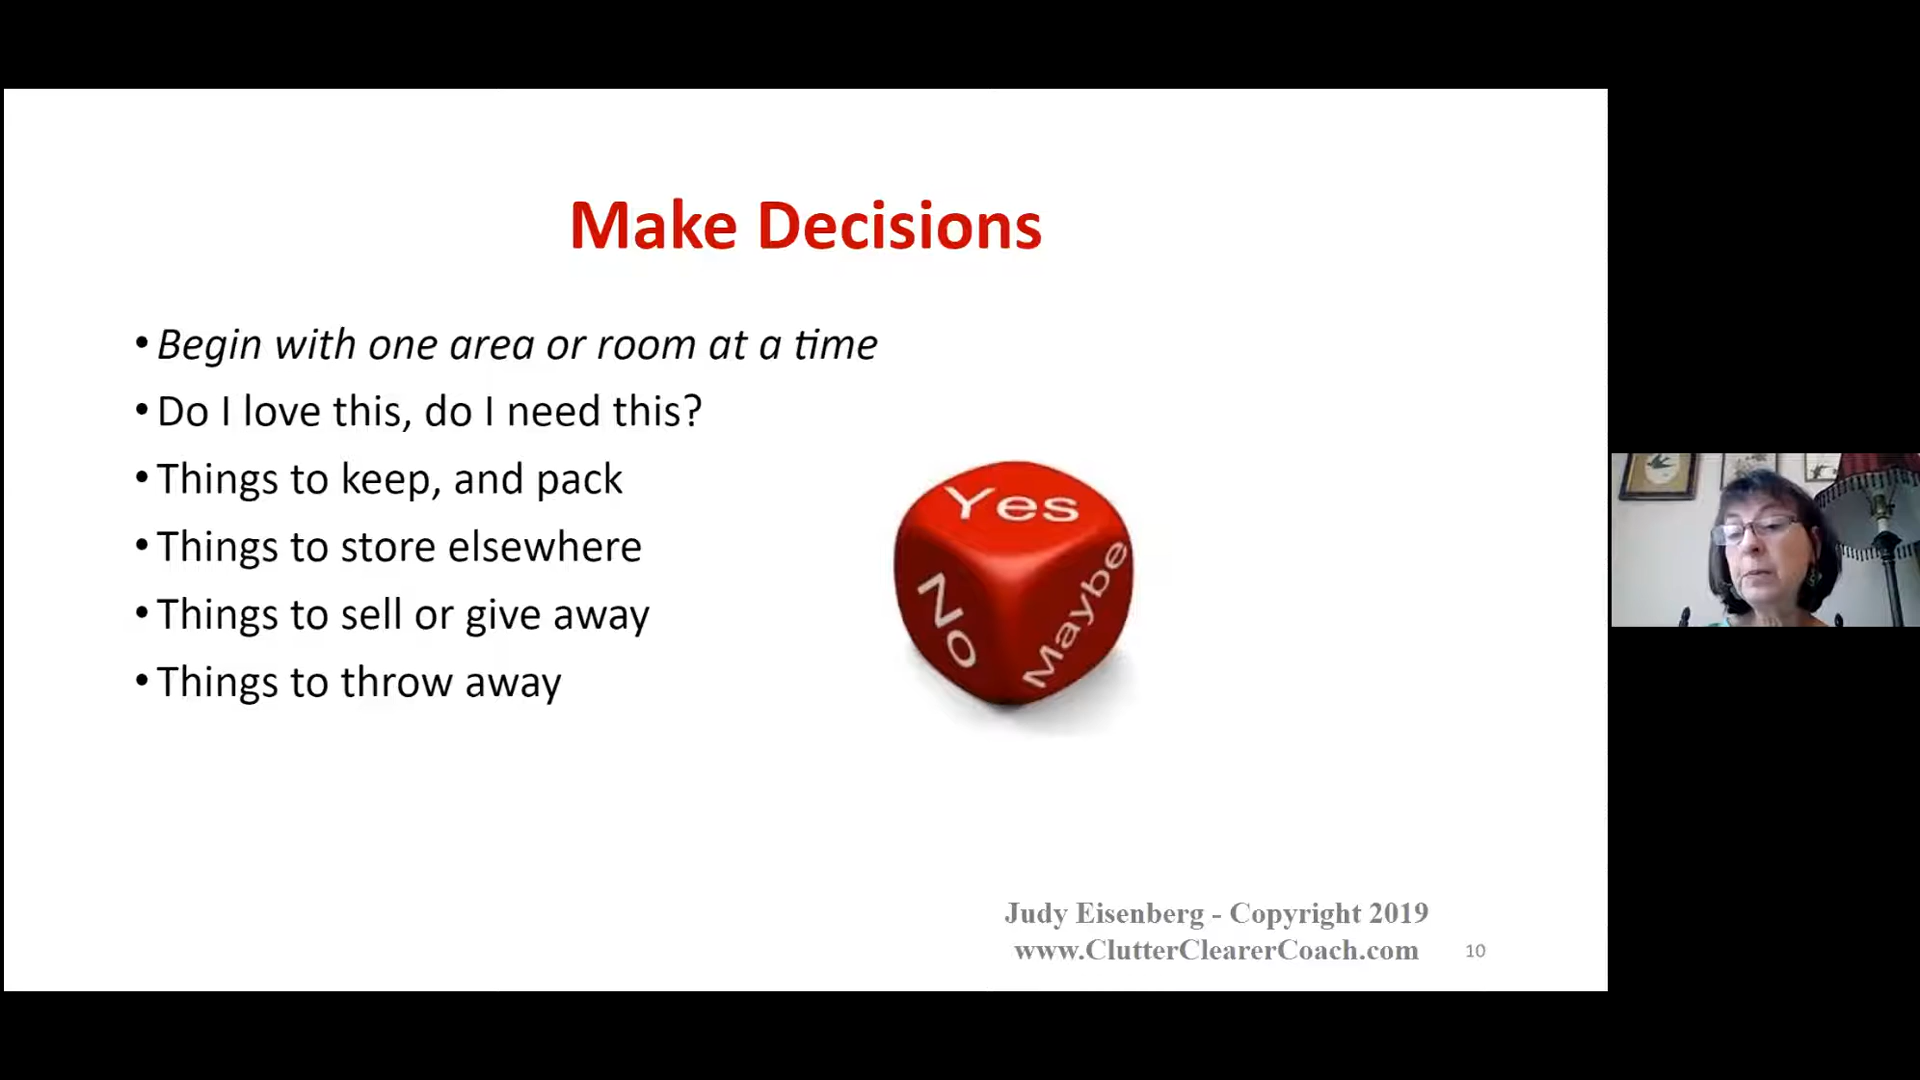 Make Decisions
• Begin with one area or room at a time
• Do I love this, do I need this?
• Things to keep, and pack
• Things to store elsewhere
• Things to sell or give away
• Things to throw away
Yes
No
Maybe
Judy Eisenberg - Copyright 2019
www.ClutterClearerCoach.com
10